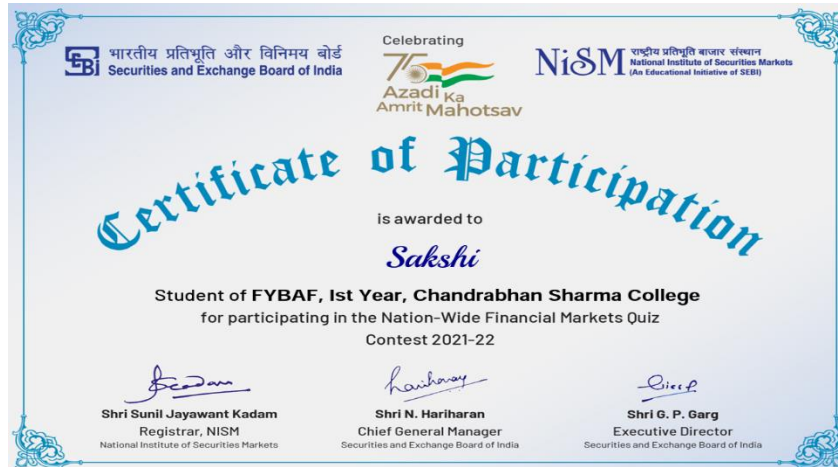 भारतीय प्रतिभूति और विनिमय बोर्ड
SEBI Securities and Exchange Board of India
Celebrating
75
Azadi Ka
Amrit Mahotsav
NiSM
राष्ट्रीय प्रतिभूति बाजार संस्थान
National Institute of Securities Markets
(An Educational Initiative of SEBI)
Certificate of Participation
is awarded to
Sakshi
Student of FYBAF, Ist Year, Chandrabhan Sharma College
for participating in the Nation-Wide Financial Markets Quiz
Contest 2021-22
Shri Sunil Jayawant Kadam
Registrar, NISM
National Institute of Securities Markets
Shri N. Hariharan
Chief General Manager
Securities and Exchange Board of India
Shri G. P. Garg
Executive Director
Securities and Exchange Board of India